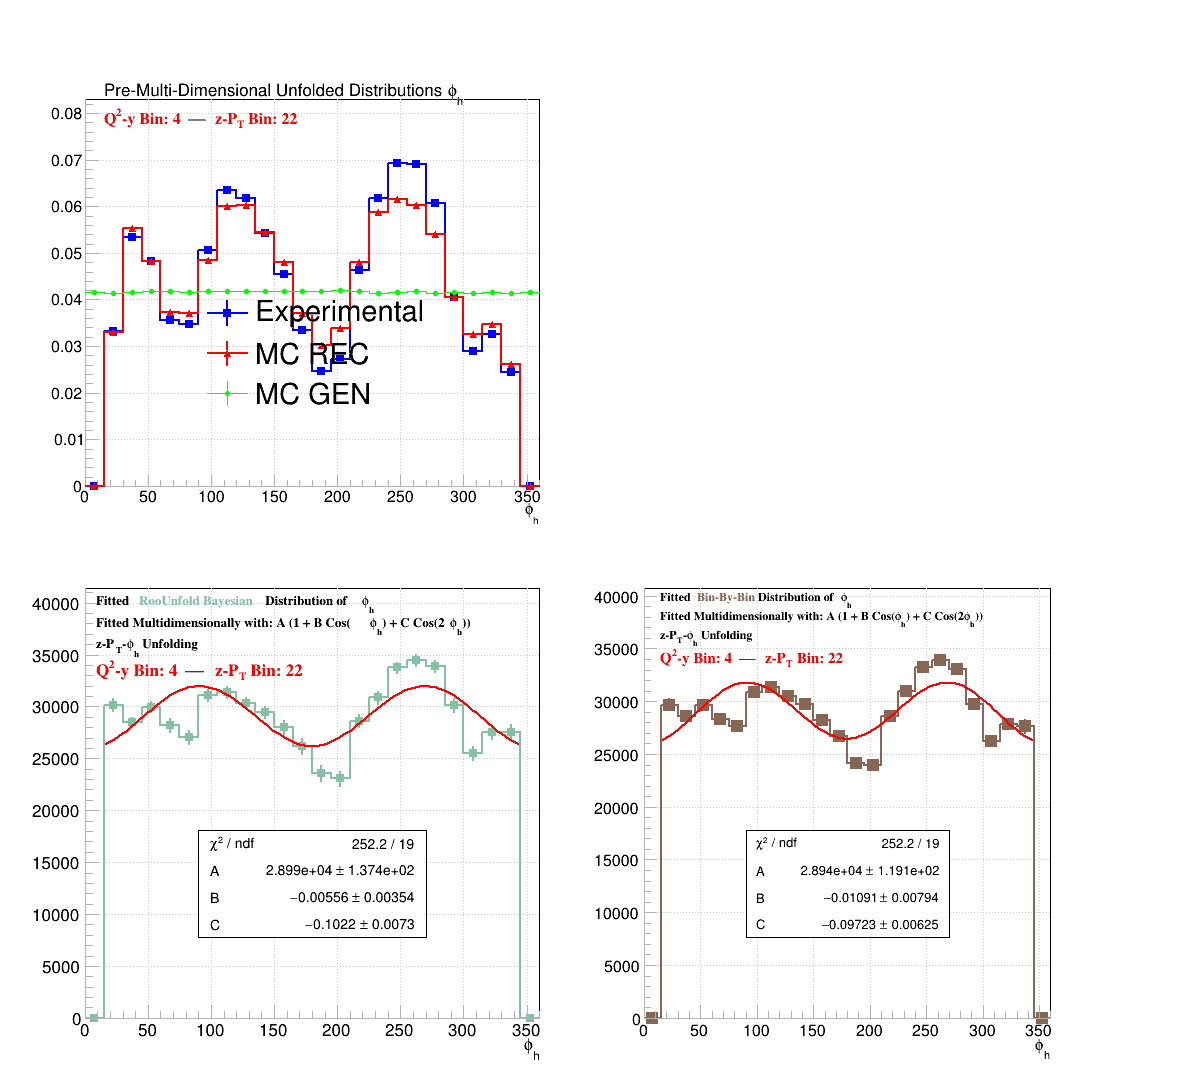 Pre-Multi-Dimensional Unfolded Distributions ϕh
Q2-y Bin: 4 — z-PT Bin: 22
0.08
0.07
0.06
0.05
0.04
0.03
0.02
0.01
0
Experimental
MC REC
MC GEN
0 50 100 150 200 250 300 350
ϕh
Fitted RooUnfold Bayesian Distribution of ϕh
Fitted Multidimensionally with: A (1 + B Cos( ϕh) + C Cos(2 ϕh))
z-PT-ϕh Unfolding
Q2-y Bin: 4 — z-PT Bin: 22
40000
35000
30000
25000
20000
15000
10000
5000
0
χ2 / ndf 252.2 / 19
A 2.899e+04 ± 1.374e+02
B −0.00556 ± 0.00354
C −0.1022 ± 0.0073
0 50 100 150 200 250 300 350
ϕh
Fitted Bin-By-Bin Distribution of ϕh
Fitted Multidimensionally with: A (1 + B Cos(ϕh) + C Cos(2ϕh))
z-PT-ϕh Unfolding
Q2-y Bin: 4 — z-PT Bin: 22
40000
35000
30000
25000
20000
15000
10000
5000
0
χ2 / ndf 252.2 / 19
A 2.894e+04 ± 1.191e+02
B −0.01091 ± 0.00794
C −0.09723 ± 0.00625
0 50 100 150 200 250 300 350
ϕh